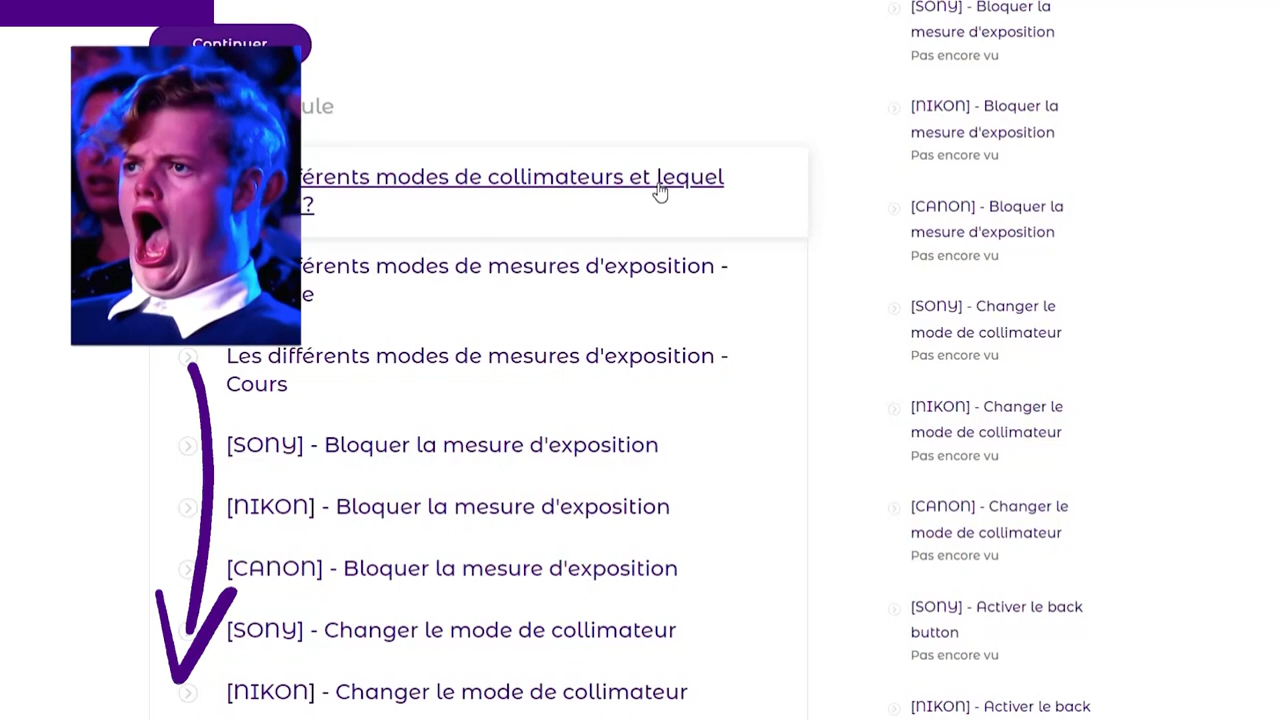 Continuer
ule
férents modes de collimateurs et lequel
?
férents modes de mesures d'exposition -
e
Les différents modes de mesures d'exposition -
Cours
[SONY] - Bloquer la mesure d'exposition
[NIKON] - Bloquer la mesure d'exposition
[CANON] - Bloquer la mesure d'exposition
[SONY] - Changer le mode de collimateur
[NIKON] - Changer le mode de collimateur
[SONY] - Bloquer la
mesure d'exposition
Pas encore vu
[NIKON] - Bloquer la
mesure d'exposition
Pas encore vu
[CANON] - Bloquer la
mesure d'exposition
Pas encore vu
[SONY] - Changer le
mode de collimateur
Pas encore vu
[NIKON] - Changer le
mode de collimateur
Pas encore vu
[CANON] - Changer le
mode de collimateur
Pas encore vu
[SONY] - Activer le back
button
Pas encore vu
[NIKON] - Activer le back